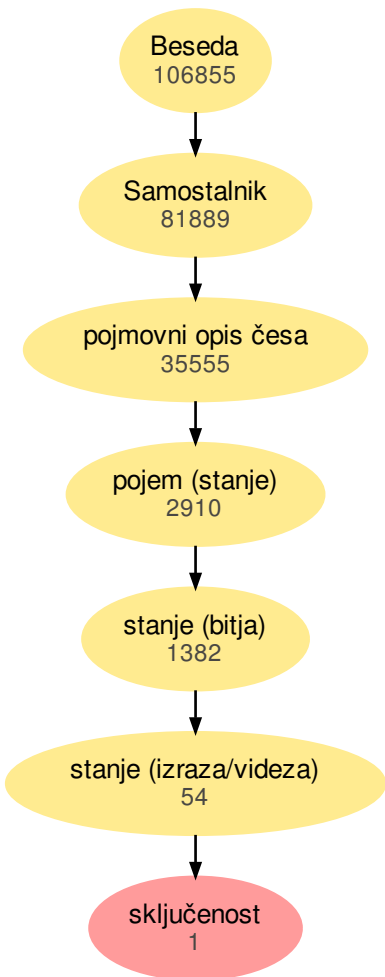 Beseda
106855
Samostalnik
81889
pojmovni opis česa
35555
pojem (stanje)
2910
stanje (bitja)
1382
stanje (izraza/videza)
54
sključenost
1